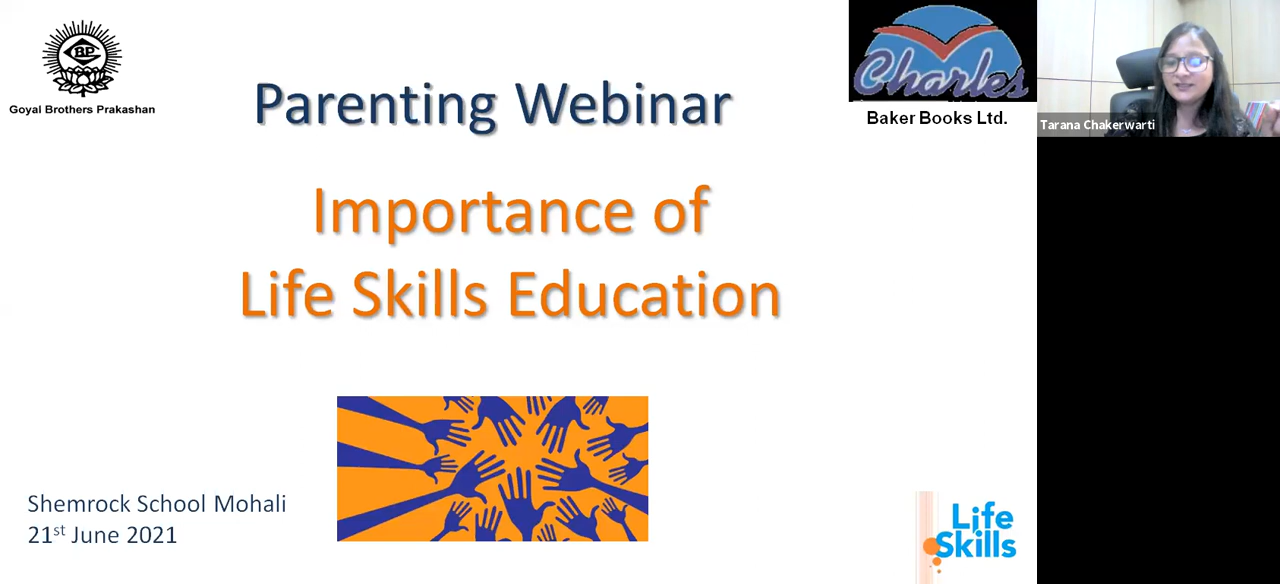 GBP
Goyal Brothers Prakashan
Parenting Webinar
Importance of
Life Skills Education
Charles
Baker Books Ltd.
Tarana Chakerwarti
Shemrock School Mohali
21st June 2021
Life
Skills